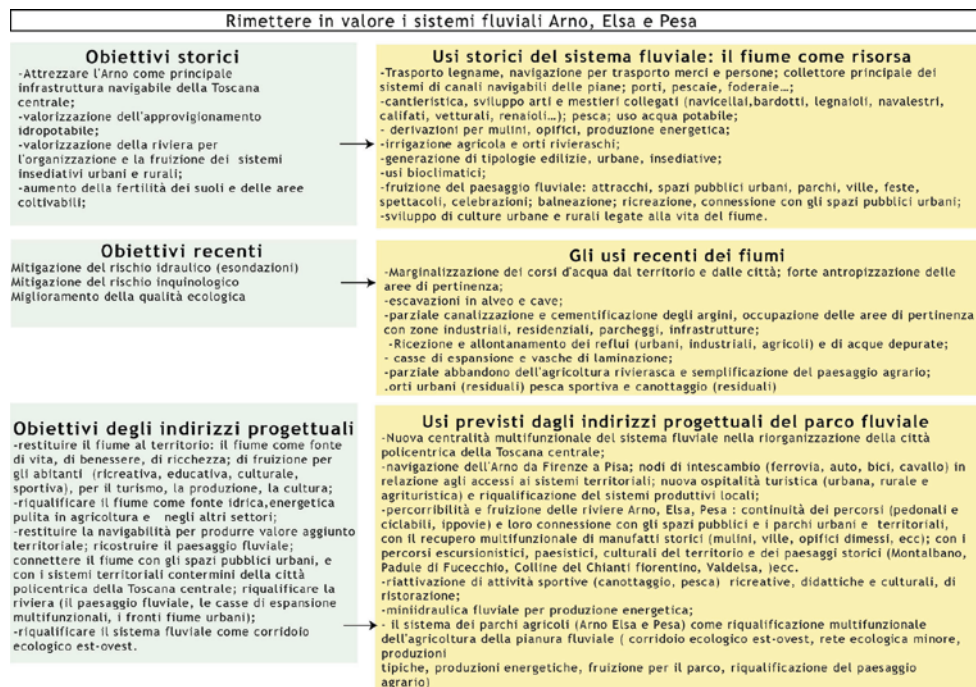 Rimettere in valore i sistemi fluviali Arno, Elsa e Pesa
Obiettivi storici
-Attrezzare l'Arno come principale
infrastruttura navigabile della Toscana
centrale;
-valorizzazione dell'approvigionamento
idropotabile;
-valorizzazione della riviera per
l'organizzazione e la fruizione dei sistemi
insediativi urbani e rurali;
-aumento della fertilità dei suoli e delle aree
coltivabili;
Usi storici del sistema fluviale: il fiume come risorsa
-Trasporto legname, navigazione per trasporto merci e persone; collettore principale dei
sistemi di canali navigabili delle piane; porti, pescaie, foderaie…;
-cantieristica, sviluppo arti e mestieri collegati (navicellai,bardotti, legnaioli, navalestri,
califati, vetturali, renaioli…); pesca; uso acqua potabile;
- derivazioni per mulini, opifici, produzione energetica;
-irrigazione agricola e orti rivieraschi;
-generazione di tipologie edilizie, urbane, insediative;
-usi bioclimatici;
-fruizione del paesaggio fluviale: attracchi, spazi pubblici urbani, parchi, ville, feste,
spettacoli, celebrazioni; balneazione; ricreazione, connessione con gli spazi pubblici urbani;
-sviluppo di culture urbane e rurali legate alla vita del fiume.
Obiettivi recenti
Mitigazione del rischio idraulico (esondazioni)
Mitigazione del rischio inquinologico
Miglioramento della qualità ecologica
Gli usi recenti dei fiumi
-Marginalizzazione dei corsi d'acqua dal territorio e dalle città; forte antropizzazione delle
aree di pertinenza;
-escavazioni in alveo e cave;
-parziale canalizzazione e cementificazione degli argini, occupazione delle aree di pertinenza
con zone industriali, residenziali, parcheggi, infrastrutture;
-Ricezione e allontanamento dei reflui (urbani, industriali, agricoli) e di acque depurate;
- casse di espansione e vasche di laminazione;
-parziale abbandono dell'agricoltura rivierasca e semplificazione del paesaggio agrario;
.orti urbani (residuali) pesca sportiva e canottaggio (residuali)
Obiettivi degli indirizzi progettuali
-restituire il fiume al territorio: il fiume come fonte
di vita, di benessere, di ricchezza; di fruizione per
gli abitanti (ricreativa, educativa, culturale,
sportiva), per il turismo, la produzione, la cultura;
-riqualificare il fiume come fonte idrica,energetica
pulita in agricoltura e negli altri settori;
-restituire la navigabilità per produrre valore aggiunto
territoriale; ricostruire il paesaggio fluviale;
connettere il fiume con gli spazi pubblici urbani, e
con i sistemi territoriali contermini della città
policentrica della Toscana centrale; riqualificare la
riviera (il paesaggio fluviale, le casse di espansione
multifunzionali, i fronti fiume urbani);
-riqualificare il sistema fluviale come corridoio
ecologico est-ovest.
Usi previsti dagli indirizzi progettuali del parco fluviale
-Nuova centralità multifunzionale del sistema fluviale nella riorganizzazione della città
policentrica della Toscana centrale;
-navigazione dell'Arno da Firenze a Pisa; nodi di intescambio (ferrovia, auto, bici, cavallo) in
relazione agli accessi ai sistemi territoriali; nuova ospitalità turistica (urbana, rurale e
agrituristica) e riqualificazione del sistemi produttivi locali;
-percorribilità e fruizione delle riviere Arno, Elsa, Pesa : continuità dei percorsi (pedonali e
ciclabili, ippovie) e loro connessione con gli spazi pubblici e i parchi urbani e territoriali,
con il recupero multifunzionale di manufatti storici (mulini, ville, opifici dimessi, ecc); con i
percorsi escursionistici, paesistici, culturali del territorio e dei paesaggi storici (Montalbano,
Padule di Fucecchio, Colline del Chianti fiorentino, Valdelsa, )ecc.
-riattivazione di attività sportive (canottaggio, pesca) ricreative, didattiche e culturali, di
ristorazione;
-miniidraulica fluviale per produzione energetica;
- il sistema dei parchi agricoli (Arno Elsa e Pesa) come riqualificazione multifunzionale
dell'agricoltura della pianura fluviale ( corridoio ecologico est-ovest, rete ecologica minore,
produzioni
tipiche, produzioni energetiche, fruizione per il parco, riqualificazione del paesaggio
agrario)